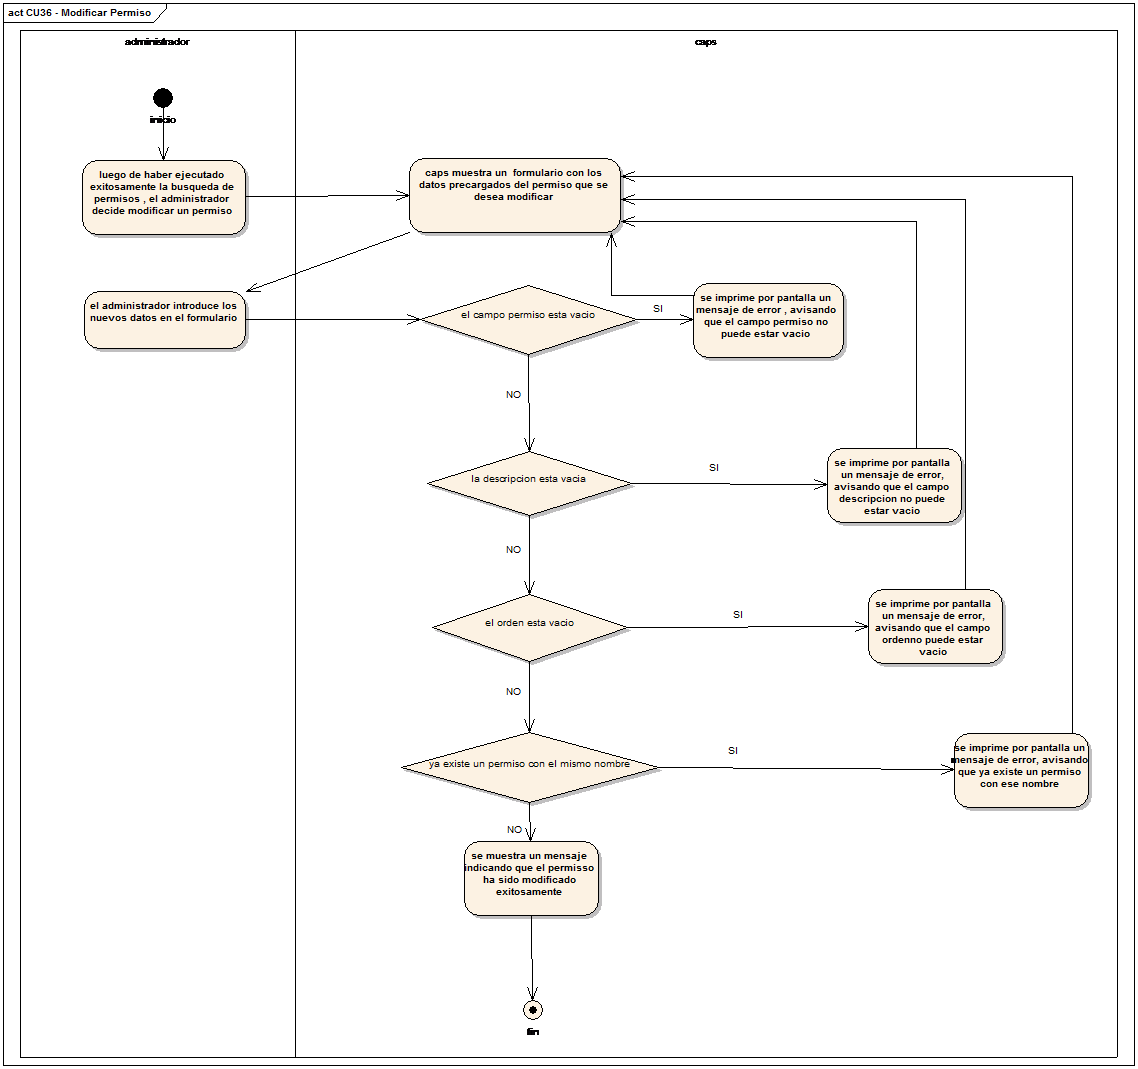 act CU36 - Modificar Permiso
administrador
caps
inicio
luego de haber ejecutado
exitosamente la busqueda de
permisos , el administrador
decide modificar un permiso
caps muestra un formulario con los
datos precargados del permiso que se
desea modificar
el administrador introduce los
nuevos datos en el formulario
el campo permiso esta vacio
SI
se imprime por pantalla un
mensaje de error , avisando
que el campo permiso no
puede estar vacio
NO
la descripcion esta vacia
SI
se imprime por pantalla
un mensaje de error,
avisando que el campo
descripcion no puede
estar vacio
NO
el orden esta vacio
SI
se imprime por pantalla
un mensaje de error,
avisando que el campo
ordenno puede estar
vacio
NO
ya existe un permiso con el mismo nombre
SI
se imprime por pantalla un
mensaje de error, avisando
que ya existe un permiso
con ese nombre
NO
se muestra un mensaje
indicando que el permisso
ha sido modificado
exitosamente
fin